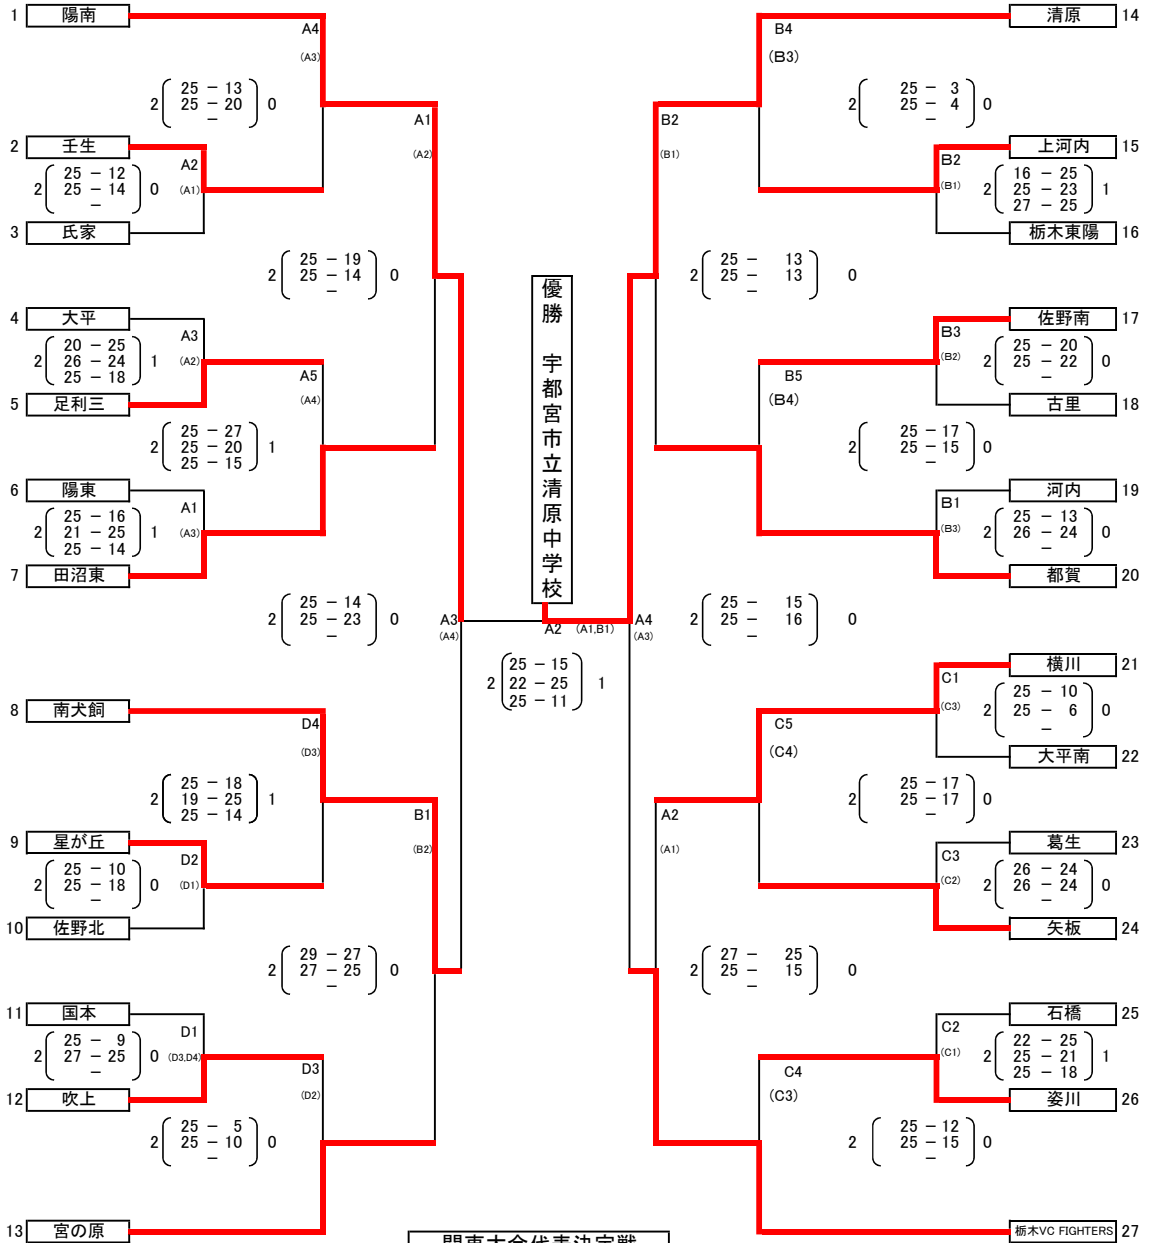 1 陽南
A4
(A3)
2 25 － 13 0
25 － 20
－
A1
(A2)
2 壬生
A2
(A1)
2 25 － 12 0
25 － 14
－
3 氏家
2 25 － 19 0
25 － 14
－
4 大平
A3
(A2)
2 20 － 25 1
26 － 24
25 － 18
5 足利三
A5
(A4)
2 25 － 27 1
25 － 20
25 － 15
6 陽東
A1
(A3)
2 25 － 16 1
21 － 25
25 － 14
7 田沼東
2 25 － 14 0
25 － 23
－
A3
(A4)
8 南犬飼
D4
(D3)
2 25 － 18 1
19 － 25
25 － 14
B1
(B2)
9 星が丘
D2
(D1)
2 25 － 10 0
25 － 18
－
10 佐野北
2 29 － 27 0
27 － 25
－
11 国本
D1
(D3,D4)
2 25 － 9 0
27 － 25
－
12 吹上
D3
(D2)
2 25 － 5 0
25 － 10
－
13 宮の原
優勝 宇都宮市立清原中学校
A2 (A1,B1)
2 25 － 15 1
22 － 25
25 － 11
関東大会代表決定戦
清原 14
B4
(B3)
2 25 － 3 0
25 － 4
－
B2
(B1)
上河内 15
B2
(B1)
2 16 － 25 1
25 － 23
27 － 25
栃木東陽 16
2 25 － 13 0
25 － 13
－
佐野南 17
B3
(B2)
2 25 － 20 0
25 － 22
－
古里 18
B5
(B4)
2 25 － 17 0
25 － 15
－
河内 19
B1
(B3)
2 25 － 13 0
26 － 24
－
都賀 20
A4
(A3)
2 25 － 15 0
25 － 16
－
横川 21
C1
(C3)
2 25 － 10 0
25 － 6
－
大平南 22
C5
(C4)
2 25 － 17 0
25 － 17
－
A2
(A1)
葛生 23
C3
(C2)
2 26 － 24 0
26 － 24
－
矢板 24
2 27 － 25 0
25 － 15
－
石橋 25
C2
(C1)
2 22 － 25 1
25 － 21
25 － 18
姿川 26
C4
(C3)
2 25 － 12 0
25 － 15
－
栃木VC FIGHTERS 27